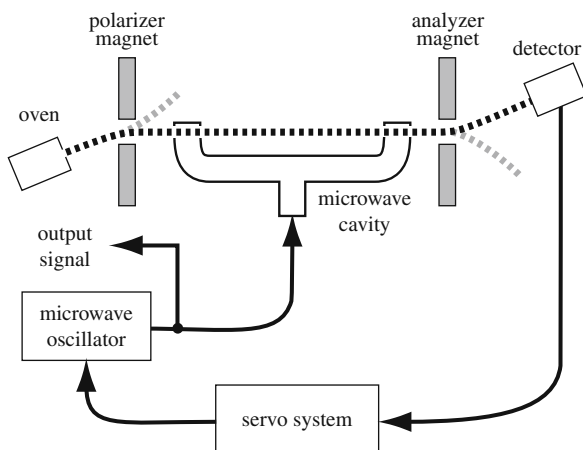 polarizer
magnet
analyzer
magnet
detector
oven
microwave
cavity
output
signal
microwave
oscillator
servo system